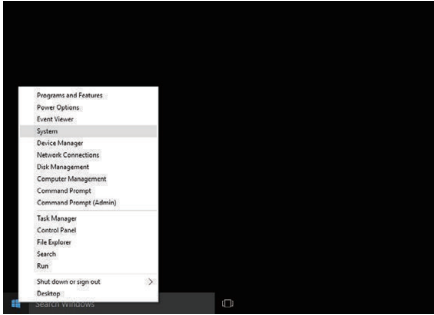 Programs and Features
Power Options
Event Viewer
System
Device Manager
Network Connections
Disk Management
Computer Management
Command Prompt
Command Prompt (Admin)
Task Manager
Control Panel
File Explorer
Search
Run
Shut down or sign out
Desktop
Search Windows